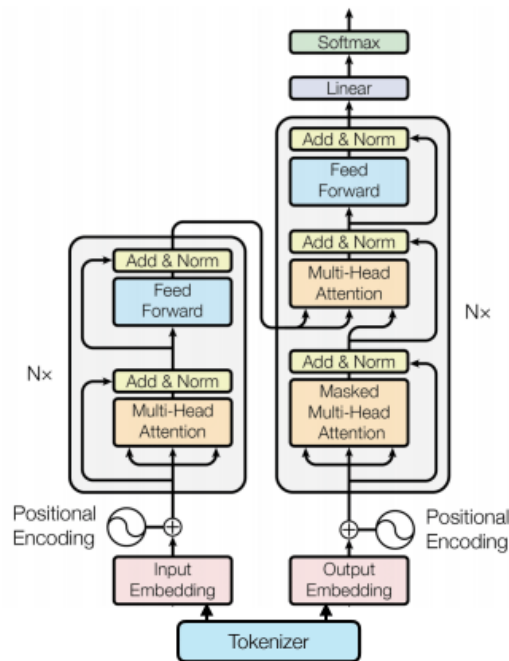 Softmax
Linear
Add & Norm
Feed
Forward
Add & Norm
Multi-Head
Attention
Add & Norm
Masked
Multi-Head
Attention
N×
Add & Norm
Feed
Forward
Add & Norm
Multi-Head
Attention
N×
Positional
Encoding
Positional
Encoding
Input
Embedding
Output
Embedding
Tokenizer